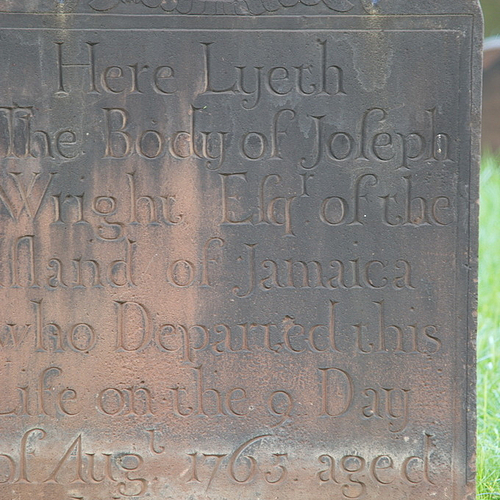 Here Lyeth
The Body of Joſeph
Wright Eſqr of the
Iſland of Jamaica
who Departed this
Life on the 9 Day
of Augt 1763 aged